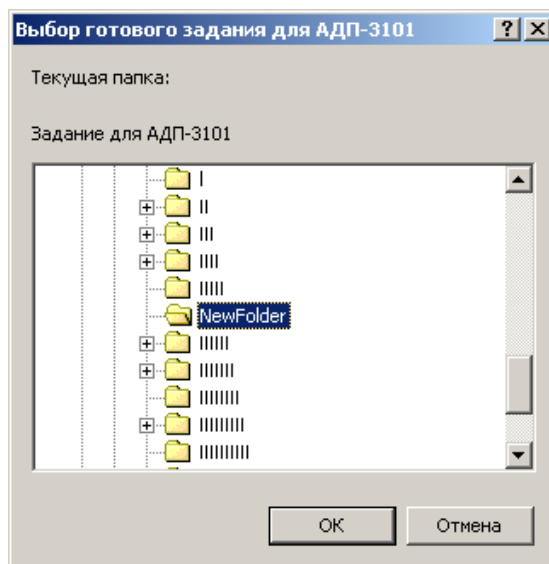 Выбор готового задания для АДП-3101
Текущая папка:
Задание для АДП-3101
I
II
III
IIII
IIIII
NewFolder
IIIIII
IIIIIII
IIIIIIII
IIIIIIIII
IIIIIIIIII
ОК
Отмена